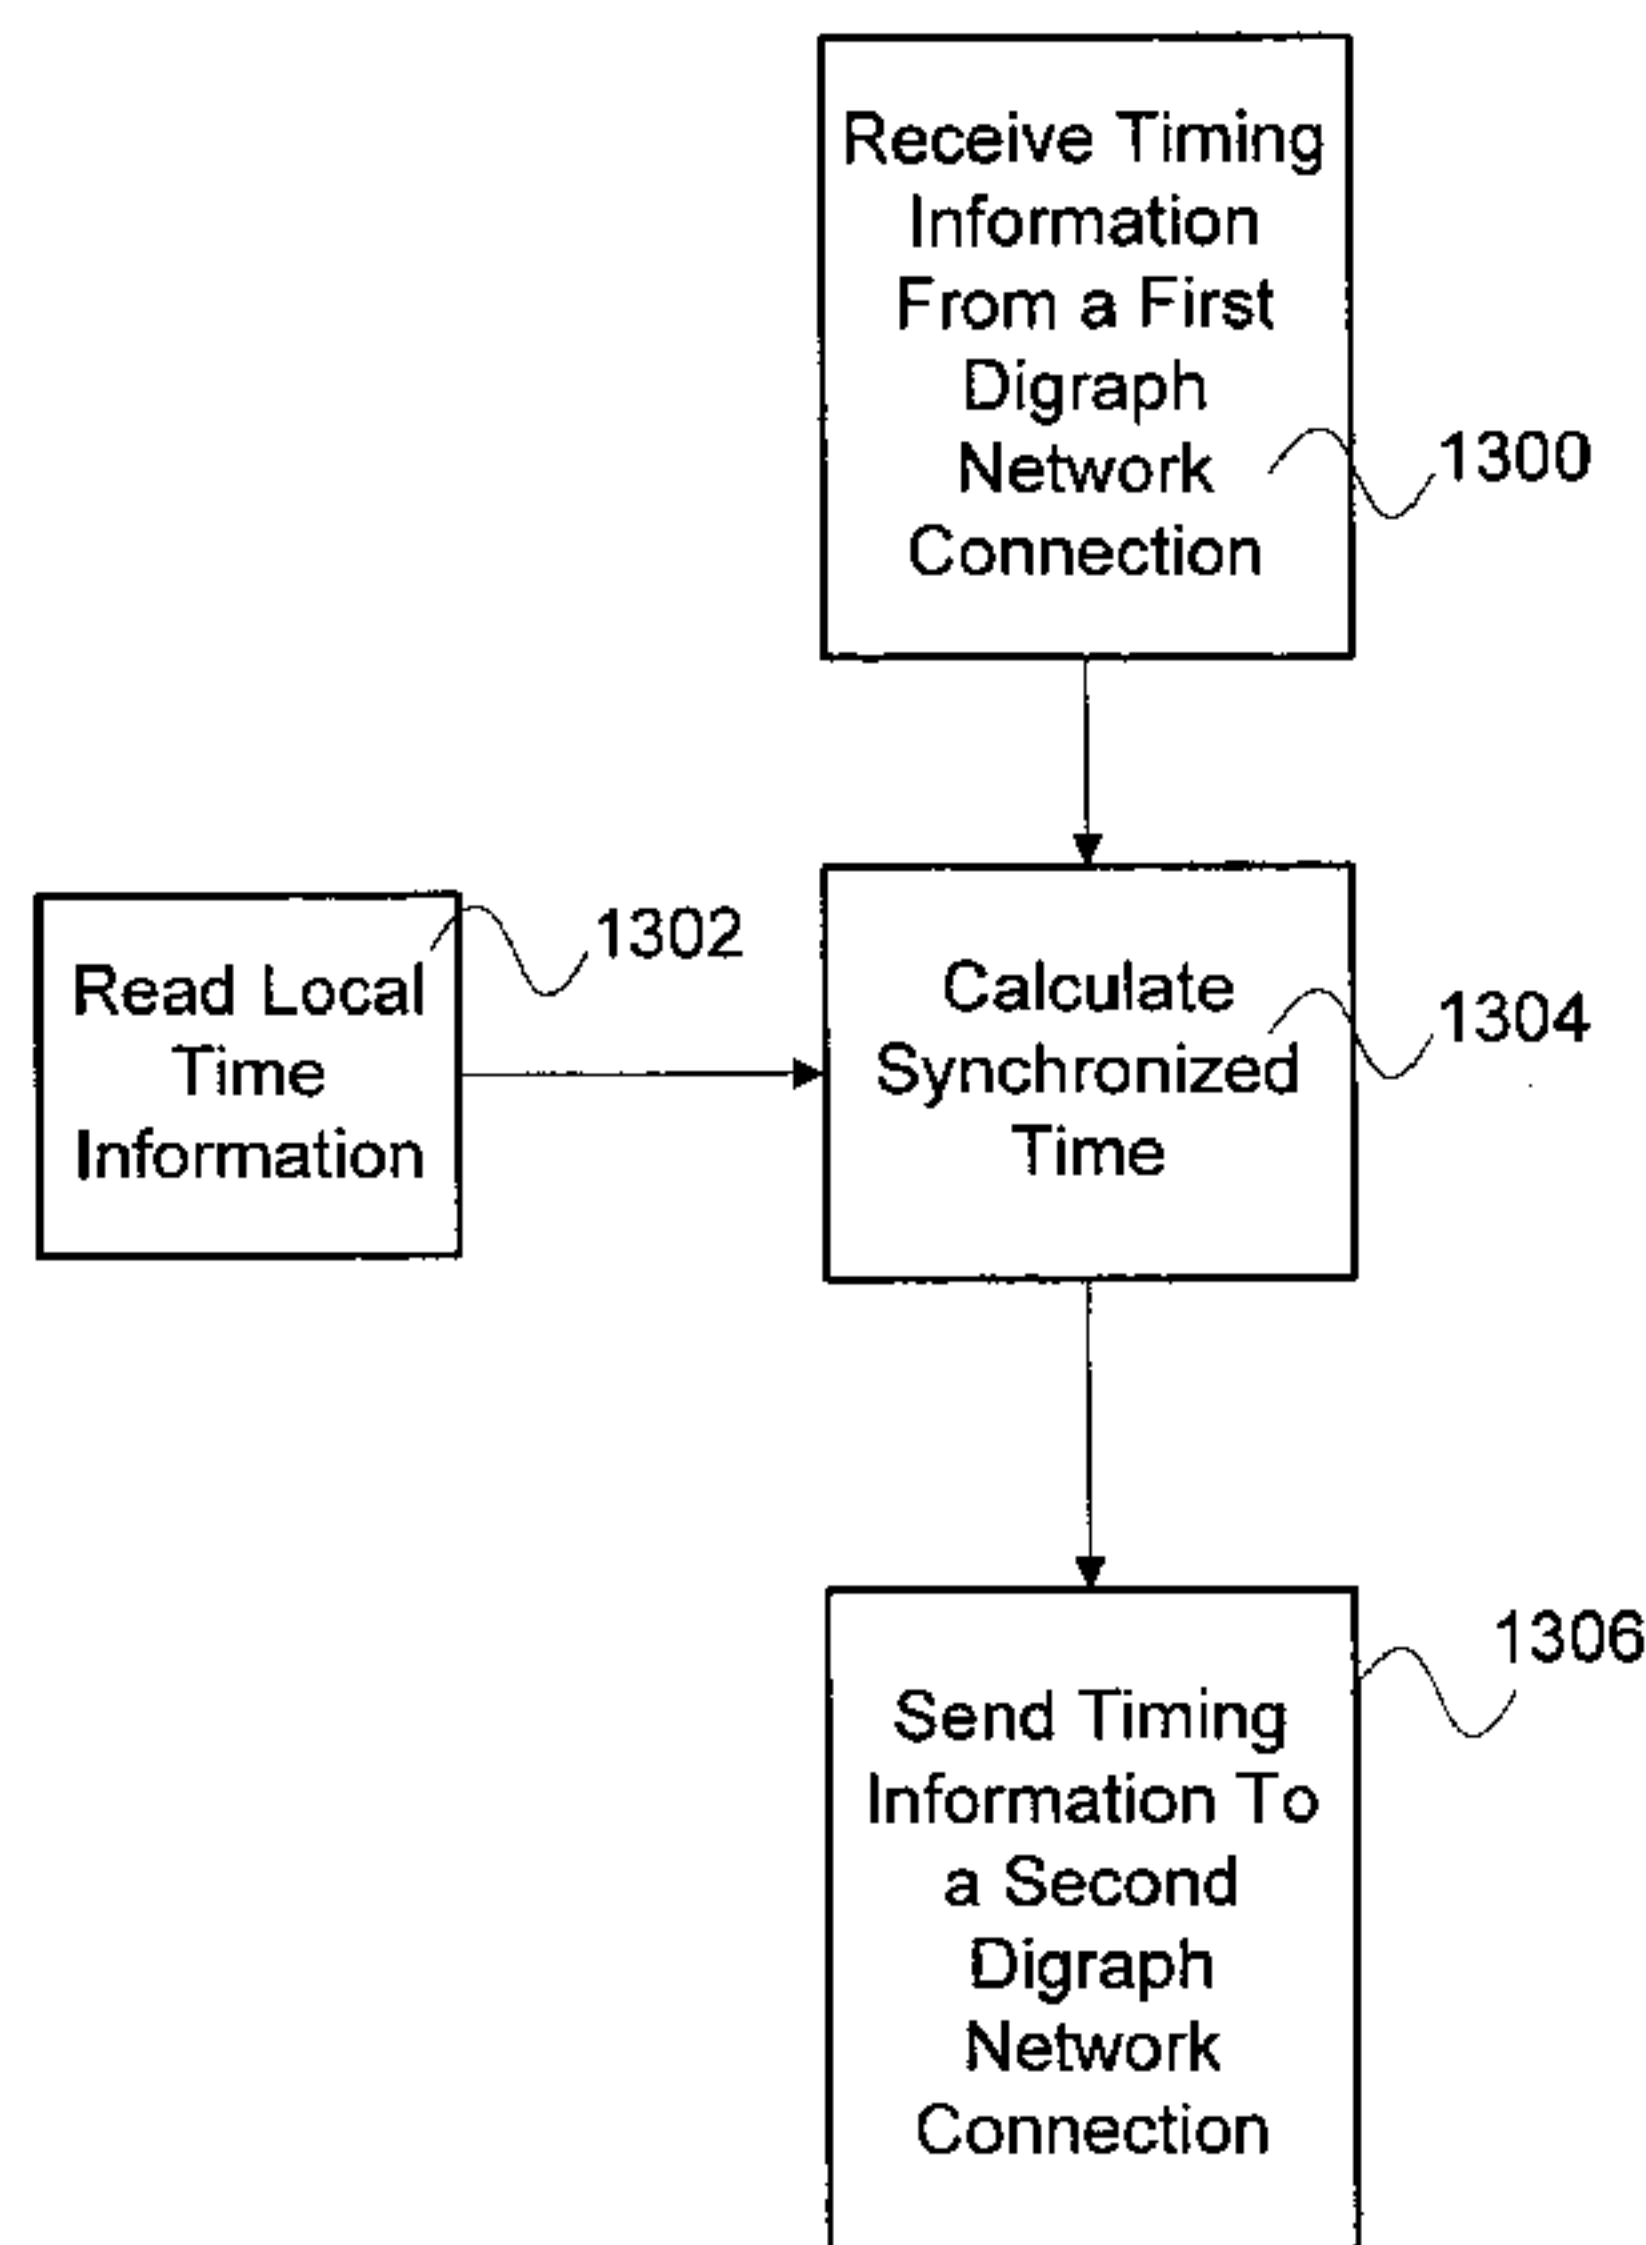 Receive Timing
Information
From a First
Digraph
Network
Connection
1300
Read Local
Time
Information
1302
Calculate
Synchronized
Time
1304
Send Timing
Information To
a Second
Digraph
Network
Connection
1306